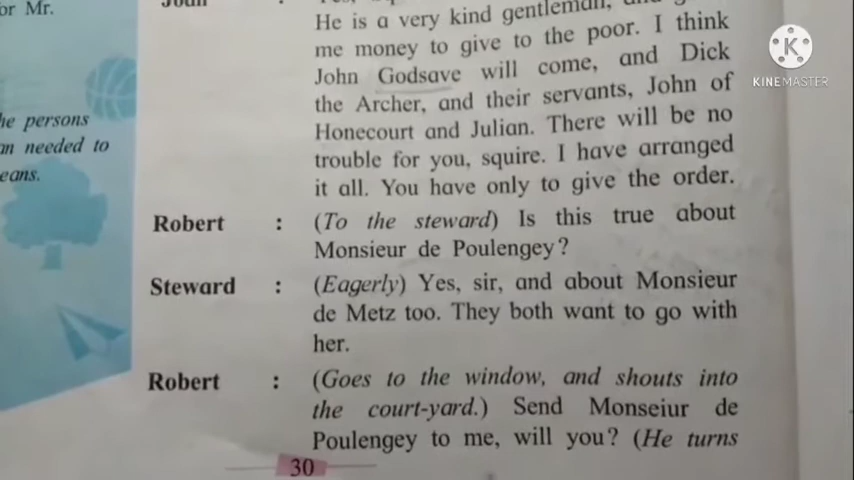 or Mr.
He is a very kind gentleman,
me money to give to the poor. I think
John Godsave will come, and Dick
the Archer, and their servants, John of
Honecourt and Julian. There will be no
trouble for you, squire. I have arranged
it all. You have only to give the order.
he persons
an needed to
eans.
Robert : (To the steward) Is this true about
Monsieur de Poulengey?
Steward : (Eagerly) Yes, sir, and about Monsieur
de Metz too. They both want to go with
her.
Robert : (Goes to the window, and shouts into
the court-yard.) Send Monseiur de
Poulengey to me, will you? (He turns
30
KINEMASTER